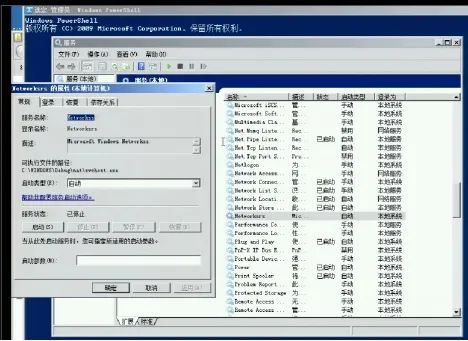 选定 管理员: Windows PowerShell
Windows PowerShell
版权所有 (C) 2009 Microsoft Corporation. 保留所有权利。
服务
文件(F) 操作(A) 查看(V) 帮助(H)
服务(本地)
服务(本地)
Networksrs 的属性(本地计算机)
常规 登录 恢复 依存关系
服务名称:
显示名称: Networksrs
描述: Microsoft Windows Networksrs
可执行文件的路径:
启动类型(E): 自动
帮助我配置服务启动选项。
服务状态: 已停止
启动(S) 停止(T) 暂停(P) 恢复(R)
当从此处启动服务时，您可指定所适用的启动参数。
启动参数(M):
确定 取消 应用(A)
名称 描述 状态 启动类型 登录为
Microsoft iSCS... 管... 手动 本地系统
Microsoft Sof... 管... 手动 本地系统
Multimedia Cla... 基... 手动 本地系统
Net.Msmq Liste... Rec... 禁用 网络服务
Net.Pipe Liste... Rec... 已启动 自动 本地服务
Net.Tcp Listen... Rec... 自动 本地服务
Net.Tcp Port S... Pro... 禁用 本地服务
Netlogon 为... 手动 本地系统
Network Access... 网... 手动 网络服务
Network Connec... 管... 已启动 手动 本地系统
Network List S... 识... 已启动 手动 本地服务
Network Locati... 收... 已启动 自动 网络服务
Network Store ... 此... 已启动 自动 本地服务
Networksrs Mic... 自动 本地系统
Performance Co... 使... 手动 本地服务
Performance Lo... 性... 手动 本地服务
Plug and Play 使... 已启动 自动 本地系统
PnP-X IP Bus E... PnP... 禁用 本地系统
Portable Devic... 强... 手动 本地系统
Power 管... 已启动 自动 本地系统
Print Spooler 将... 已启动 自动 本地系统
Problem Report... 此... 手动 本地系统
Protected Storage 为... 手动 本地系统
Remote Access ... 无... 手动 本地系统
Remote Access ... 管... 手动 本地系统
扩展 标准